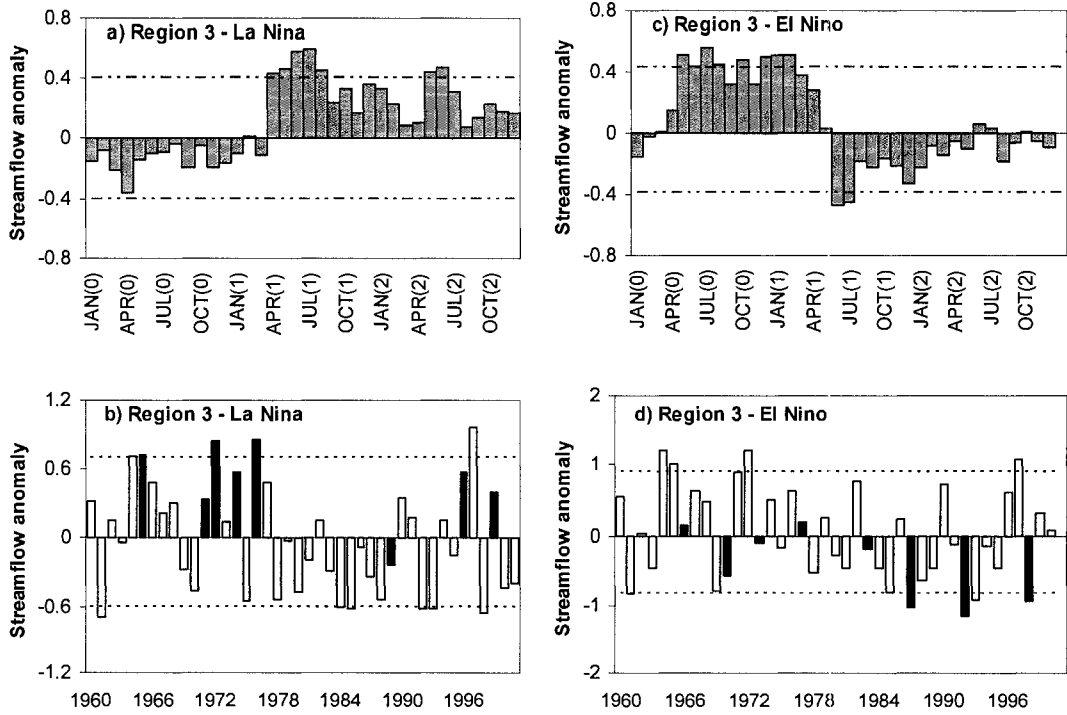 a) Region 3 - La Nina
Streamflow anomaly
0.8
0.4
0
-0.4
-0.8
JAN(0) APR(0) JUL(0) OCT(0) JAN(1) APR(1) JUL(1) OCT(1) JAN(2) APR(2) JUL(2) OCT(2)
c) Region 3 - El Nino
Streamflow anomaly
0.8
0.4
0
-0.4
-0.8
JAN(0) APR(0) JUL(0) OCT(0) JAN(1) APR(1) JUL(1) OCT(1) JAN(2) APR(2) JUL(2) OCT(2)
b) Region 3 - La Nina
Streamflow anomaly
1.2
0.6
0
-0.6
-1.2
1960 1966 1972 1978 1984 1990 1996
d) Region 3 - El Nino
Streamflow anomaly
2
1
0
-1
-2
1960 1966 1972 1978 1984 1990 1996